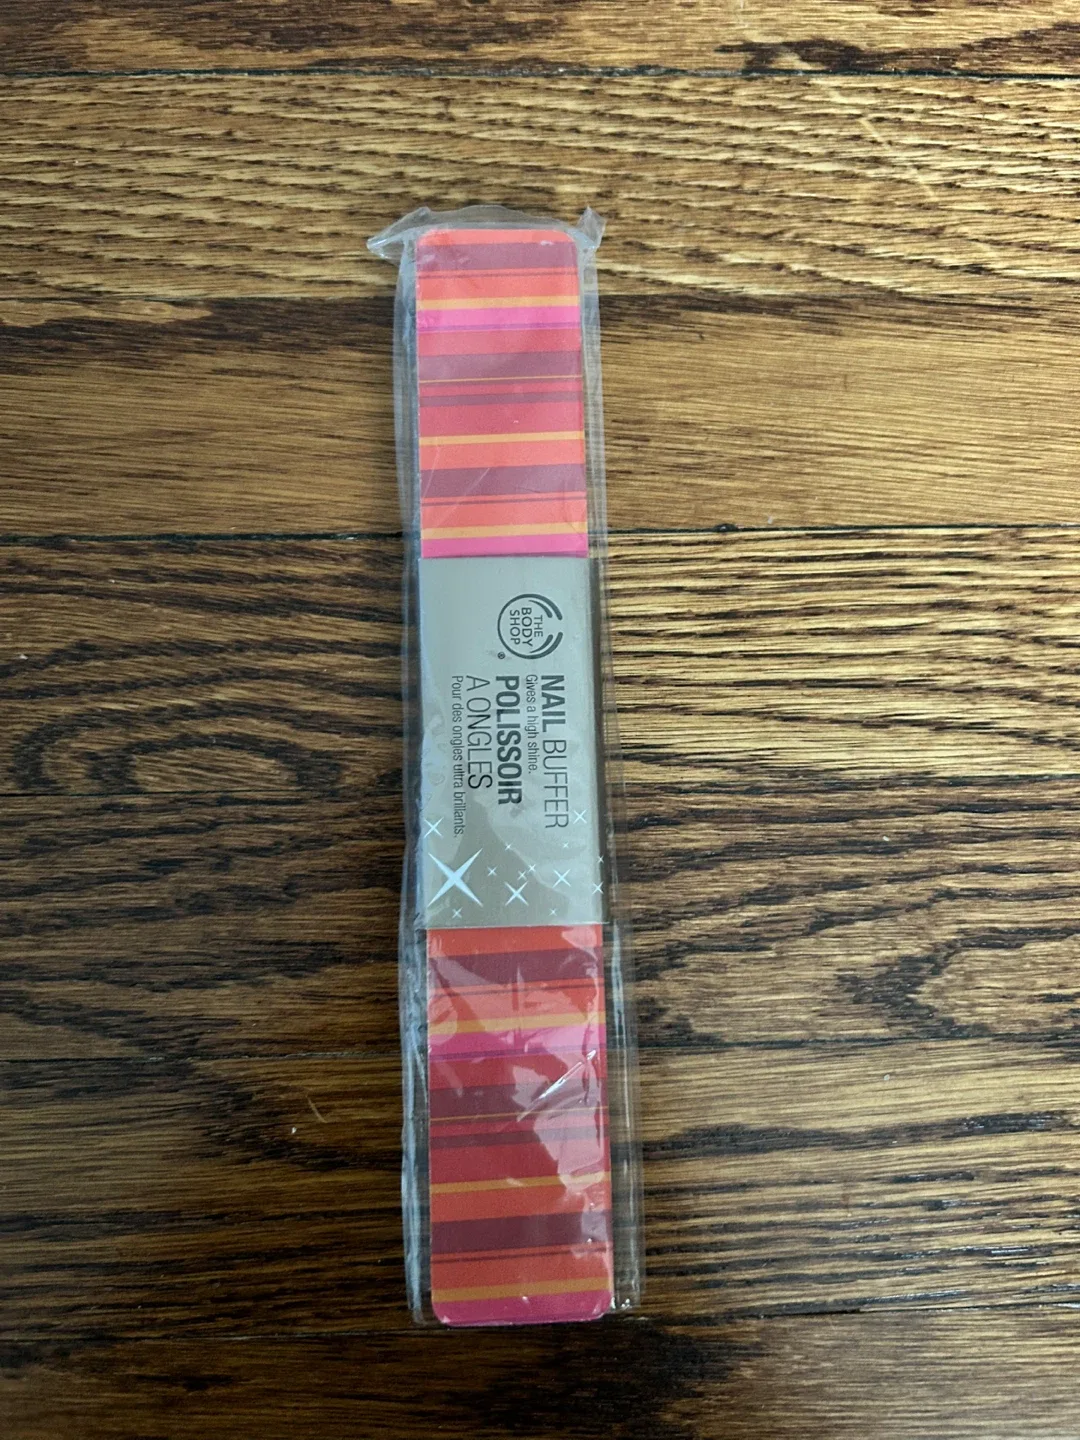 THE
BODY
SHOP
®
NAIL BUFFER
Gives a high shine.
POLISSOIR
A ONGLES
Pour des ongles ultra brillants.